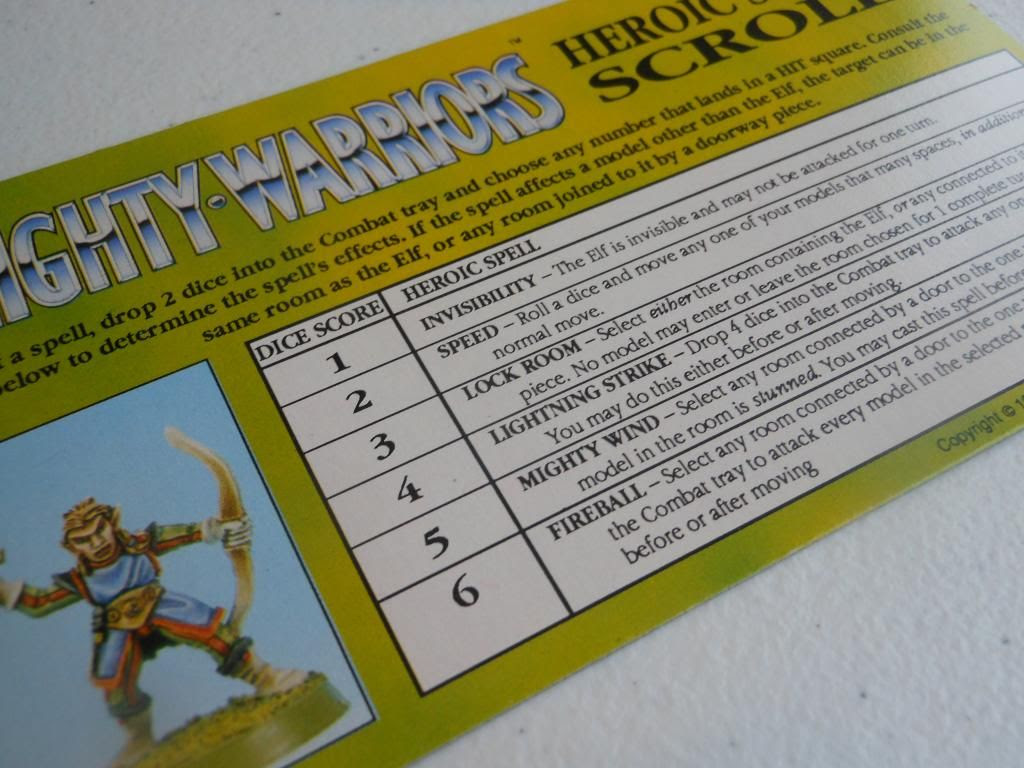 IGHTY-WARRIORS™
HEROIC
SCROLL
a spell, drop 2 dice into the Combat tray and choose any number that lands in a HIT square. Consult the
below to determine the spell's effects. If the spell affects a model other than the Elf, the target can be in the
same room as the Elf, or any room joined to it by a doorway piece.
DICE SCORE HEROIC SPELL
1 INVISIBILITY – The Elf is invisible and may not be attacked for one turn.
2 SPEED – Roll a dice and move any one of your models that many spaces, in addition
normal move.
3 LOCK ROOM – Select either the room containing the Elf, or any connected to
piece. No model may enter or leave the room chosen for 1 complete
4 LIGHTNING STRIKE – Drop 4 dice into the Combat tray to attack any
You may do this either before or after moving.
5 MIGHTY WIND – Select any room connected by a door to the one
model in the room is stunned. You may cast this spell before
6 FIREBALL – Select any room connected by a door to the one
the Combat tray to attack every model in the selected
before or after moving
Copyright ©